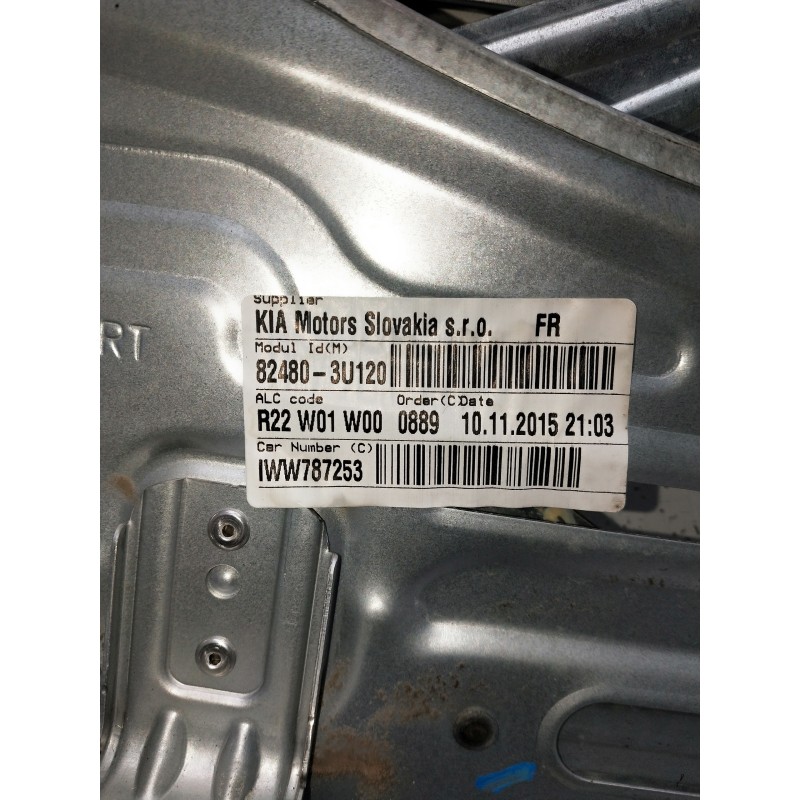 Supplier
KIA Motors Slovakia s.r.o. FR
Modul Id(M)
82480-3U120
ALC code Order(C)Date
R22 W01 W00 0889 10.11.2015 21:03
Car Number (C)
IWW787253
RT